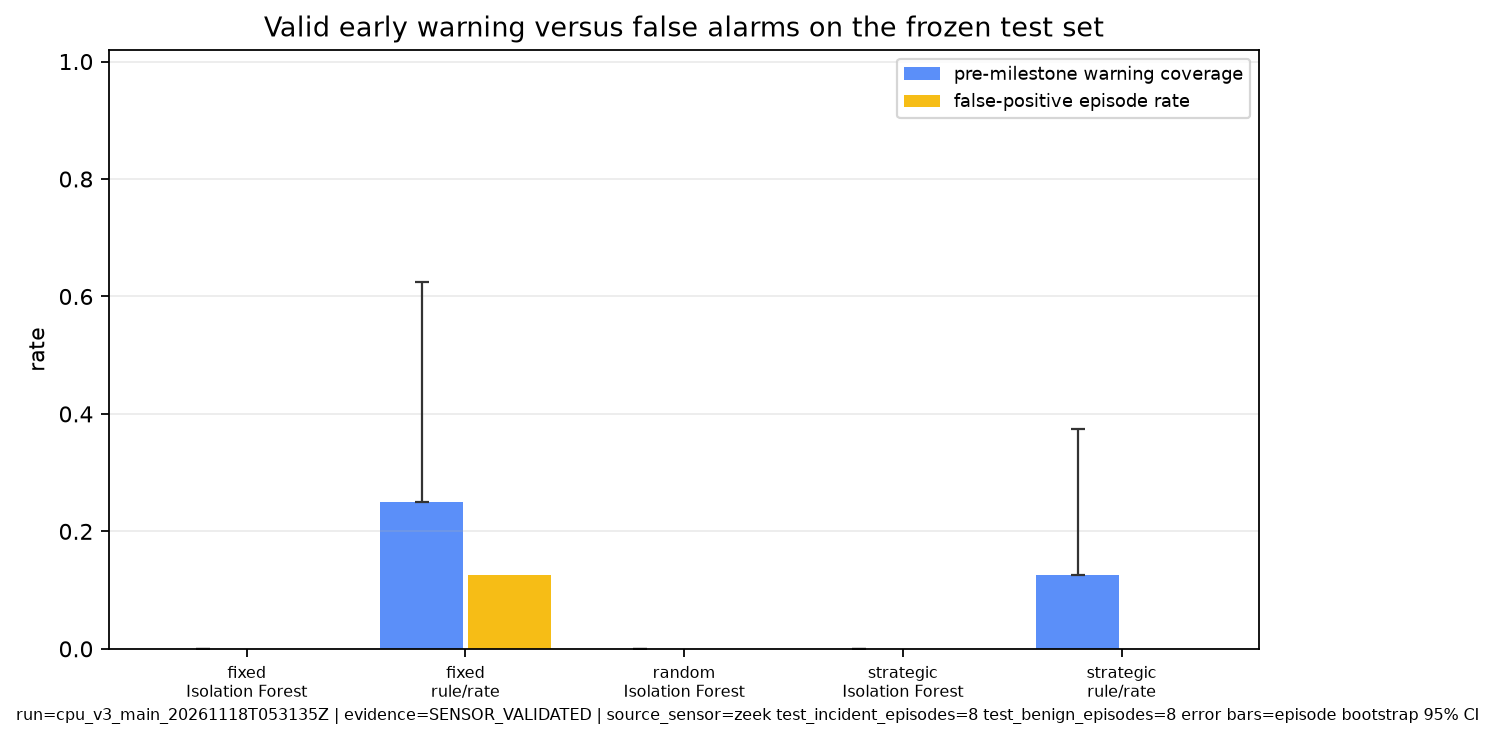 Valid early warning versus false alarms on the frozen test set
pre-milestone warning coverage
false-positive episode rate
1.0
0.8
0.6
0.4
0.2
0.0
rate
fixed
Isolation Forest
fixed
rule/rate
random
Isolation Forest
strategic
Isolation Forest
strategic
rule/rate
run=cpu_v3_main_20261118T053135Z | evidence=SENSOR_VALIDATED | source_sensor=zeek test_incident_episodes=8 test_benign_episodes=8 error bars=episode bootstrap 95% CI